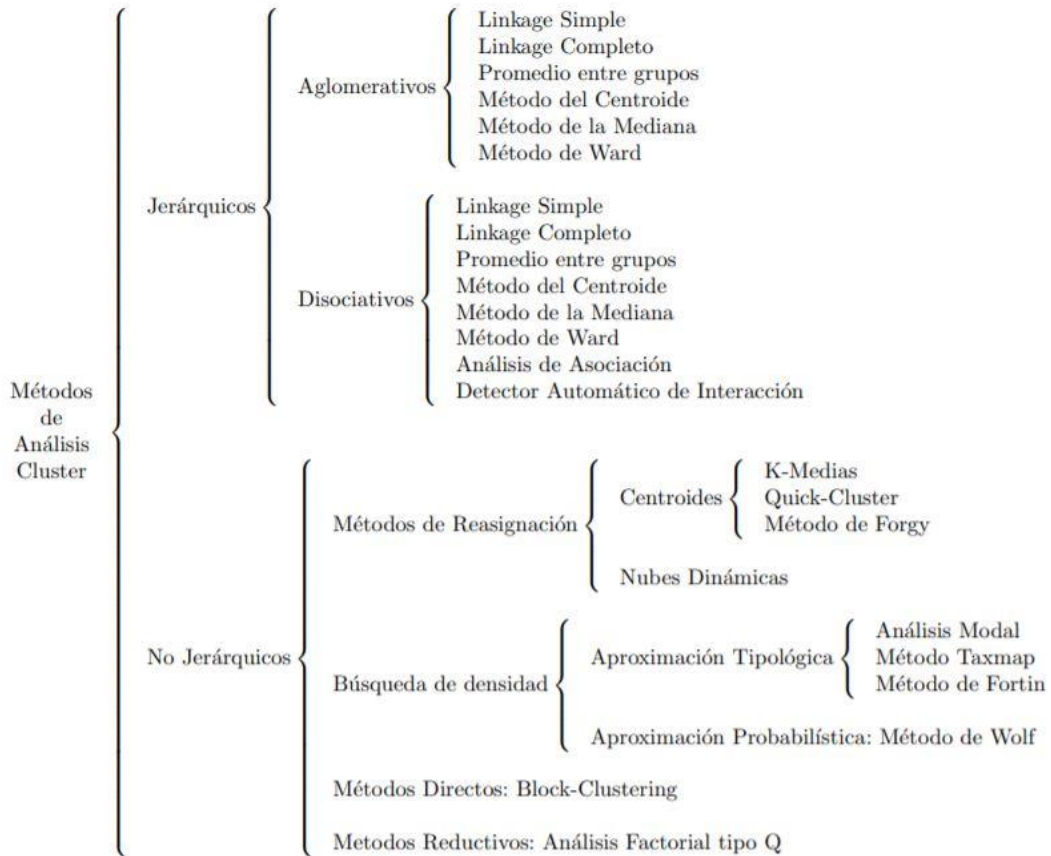 Métodos
de
Análisis
Cluster
Jerárquicos
Aglomerativos
Linkage Simple
Linkage Completo
Promedio entre grupos
Método del Centroide
Método de la Mediana
Método de Ward
Disociativos
Linkage Simple
Linkage Completo
Promedio entre grupos
Método del Centroide
Método de la Mediana
Método de Ward
Análisis de Asociación
Detector Automático de Interacción
No Jerárquicos
Métodos de Reasignación
Centroides
K-Medias
Quick-Cluster
Método de Forgy
Nubes Dinámicas
Búsqueda de densidad
Aproximación Tipológica
Análisis Modal
Método Taxmap
Método de Fortin
Aproximación Probabilística: Método de Wolf
Métodos Directos: Block-Clustering
Metodos Reductivos: Análisis Factorial tipo Q